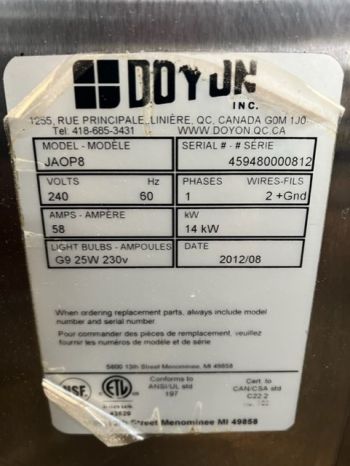 DOYON
INC.
1255, RUE PRINCIPALE, LINIÈRE, QC, CANADA G0M 1J0
Tel: 418-685-3431 WWW.DOYON.QC.CA
MODEL - MODÈLE SERIAL # - # SÉRIE
JAOP8 459480000812
VOLTS Hz PHASES WIRES-FILS
240 60 1 2 +Gnd
AMPS - AMPÈRE kW
58 14 kW
LIGHT BULBS - AMPOULES DATE
G9 25W 230v 2012/08
When ordering replacement parts, always include model
number and serial number.
Pour commander des pièces de remplacement, veuillez
fournir les numéros de modèle et de série
5600 13th Street Menominee MI 49858
NSF. ETL Conforms to Cert. to
ANSI/UL std CAN/CSA std
197 C22.2
Street Menominee MI 49858